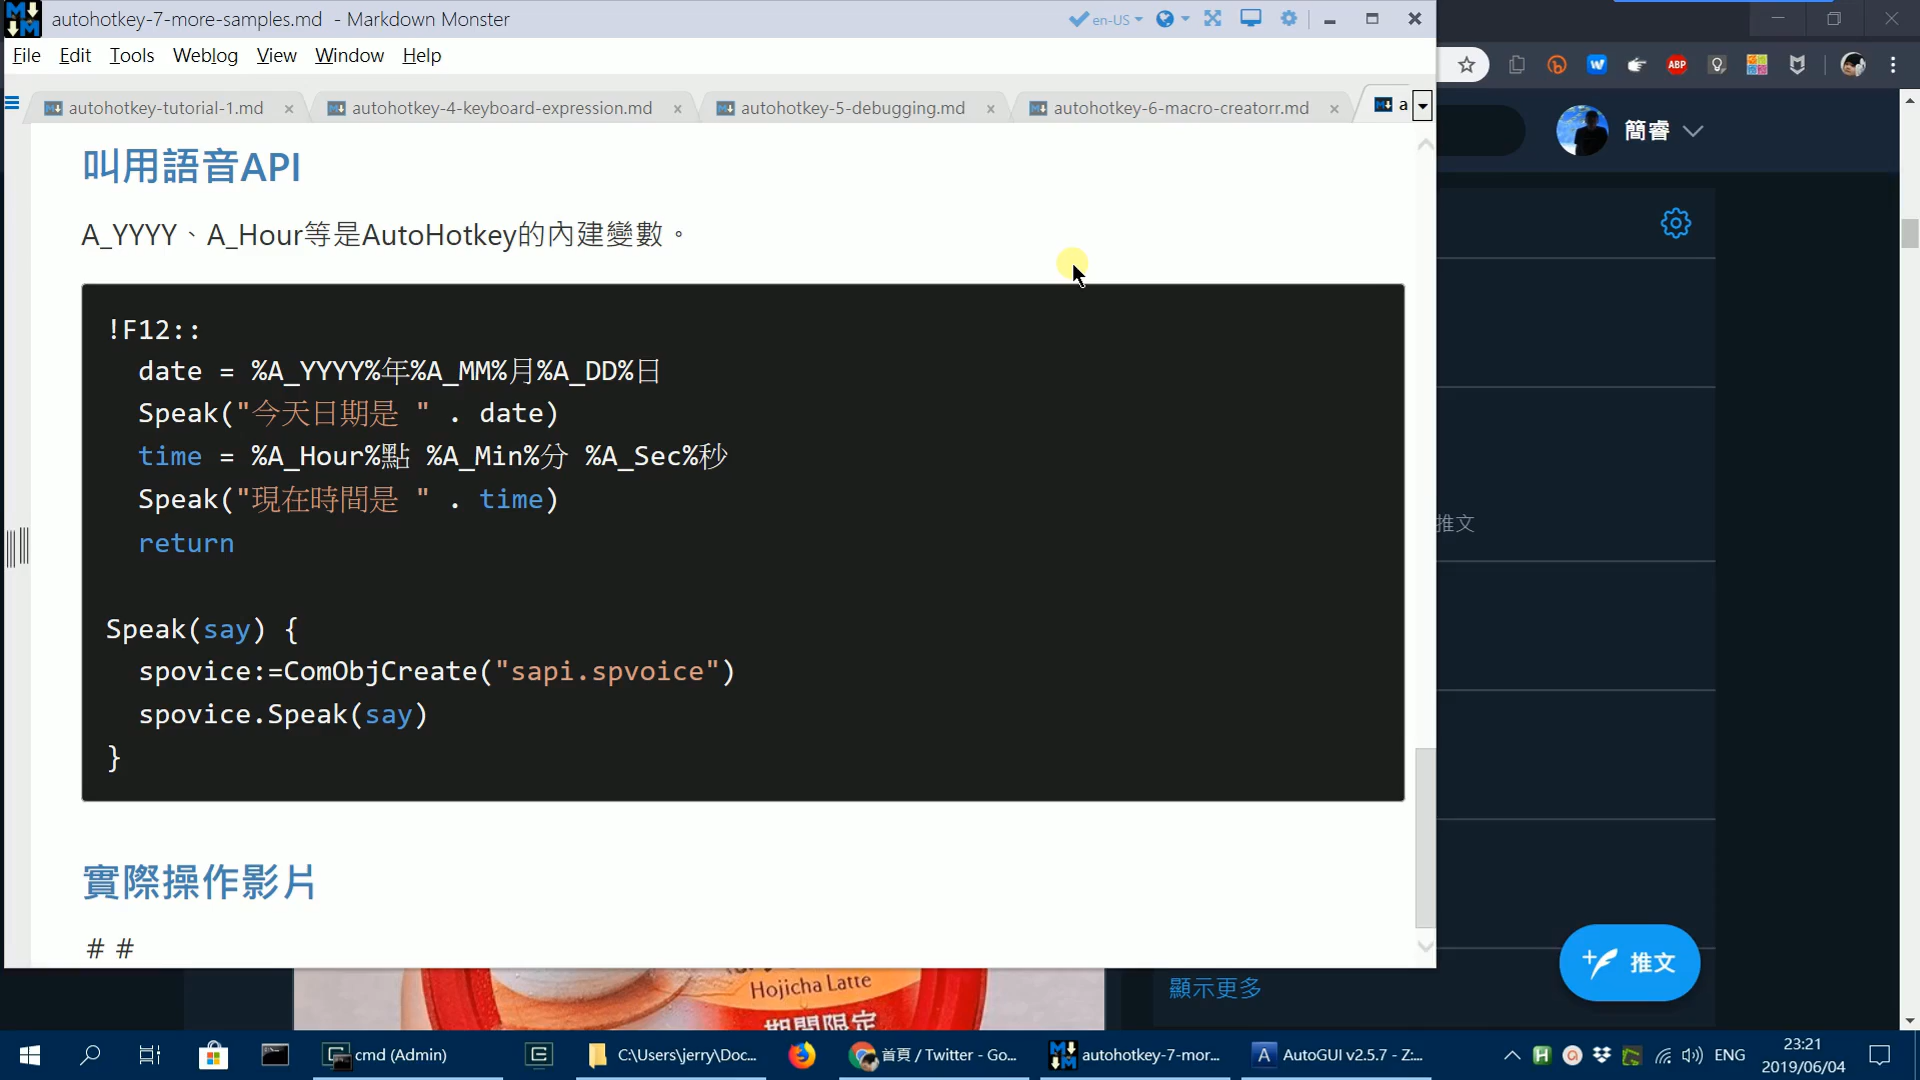 autohotkey-7-more-samples.md - Markdown Monster
en-US
File Edit Tools Weblog View Window Help
ABP
autohotkey-tutorial-1.md
autohotkey-4-keyboard-expression.md
autohotkey-5-debugging.md
autohotkey-6-macro-creatorr.md
a
簡睿
叫用語音API
A_YYYY、A_Hour等是AutoHotkey的內建變數。
!F12::
date = %A_YYYY%年%A_MM%月%A_DD%日
Speak("今天日期是 " . date)
time = %A_Hour%點 %A_Min%分 %A_Sec%秒
Speak("現在時間是 " . time)
return
Speak(say) {
spovice:=ComObjCreate("sapi.spvoice")
spovice.Speak(say)
}
推文
實際操作影片
# #
Hojicha Latte
期間限定
顯示更多
推文
cmd (Admin)
C:\Users\jerry\Doc...
首頁 / Twitter - Go...
autohotkey-7-mor...
AutoGUI v2.5.7 - Z:...
ENG
23:21
2019/06/04